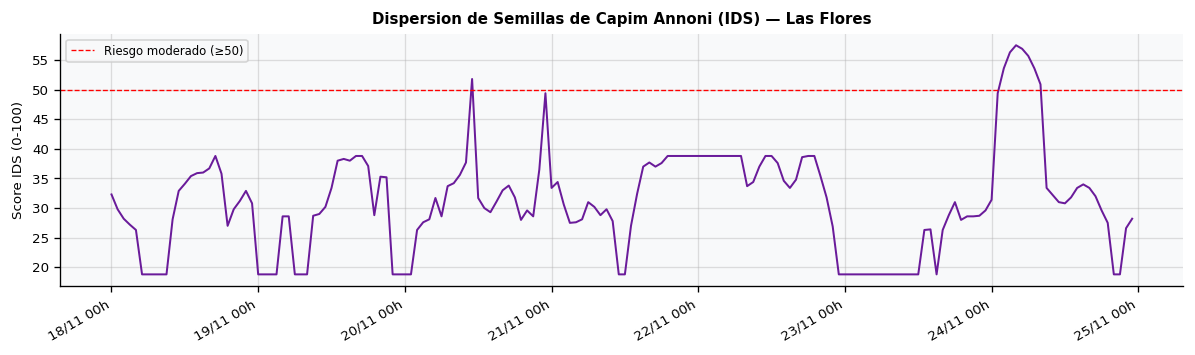 Dispersion de Semillas de Capim Annoni (IDS) — Las Flores
Riesgo moderado (≥50)
Score IDS (0-100)
55
50
45
40
35
30
25
20
18/11 00h
19/11 00h
20/11 00h
21/11 00h
22/11 00h
23/11 00h
24/11 00h
25/11 00h